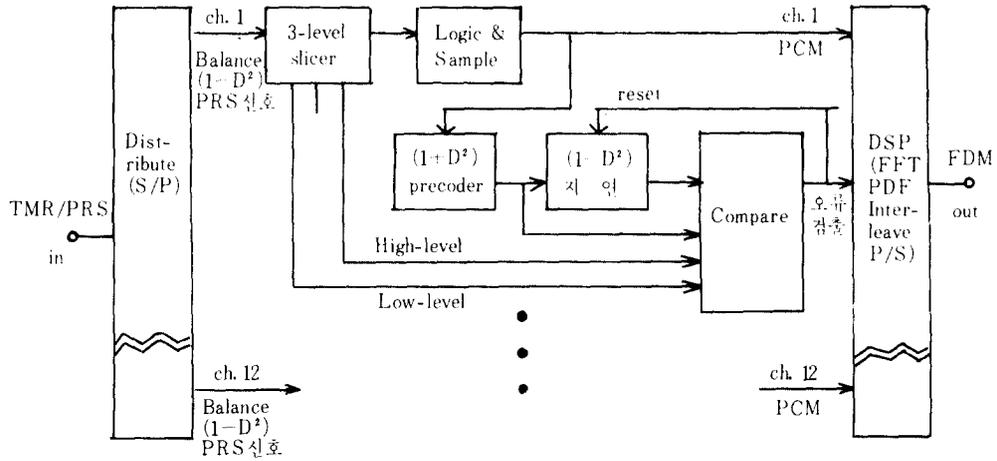 ch. 1
Balance
(1-D²)
PRS신호
3-level
slicer
Logic &
Sample
ch. 1
PCM
reset
Dist-
ribute
(S/P)
TMR/PRS
in
(1+D²)
precoder
(1-D²)
지 연
Compare
오류
검출
DSP
(FFT
PDF
Inter-
leave
P/S)
FDM
out
High-level
Low-level
ch. 12
Balance
(1-D²)
PRS신호
ch. 12
PCM